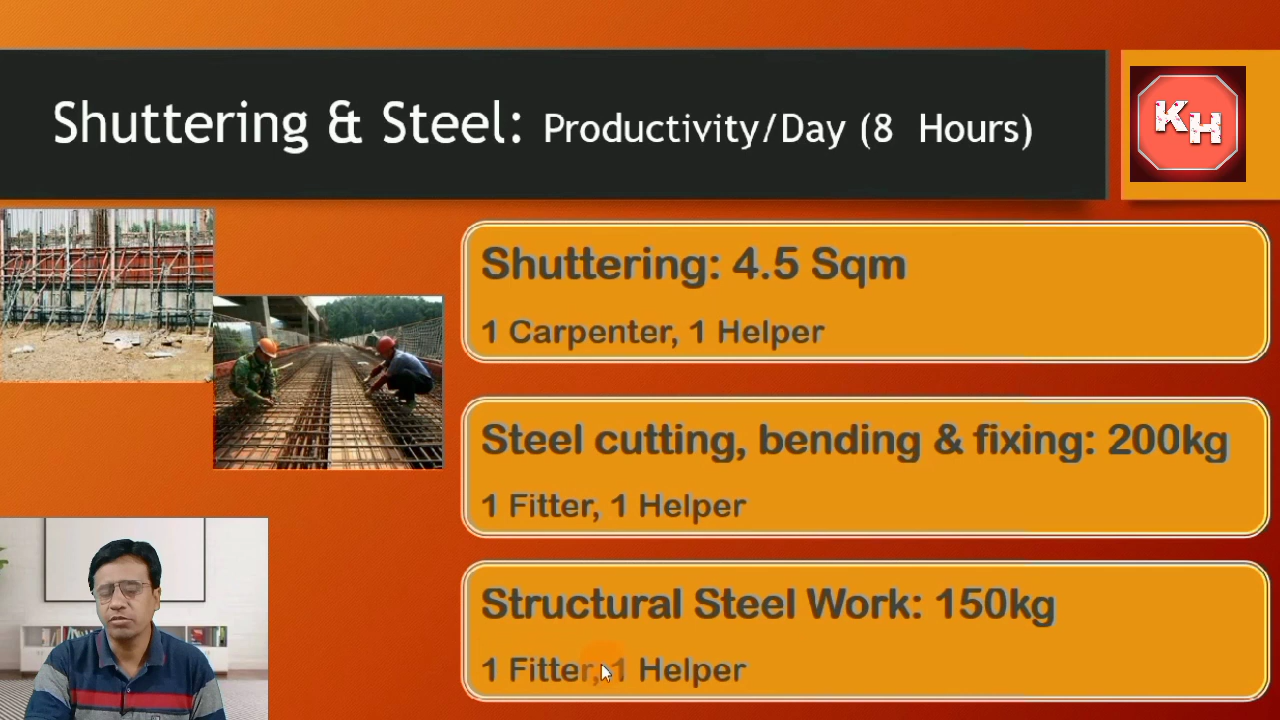 Shuttering & Steel: Productivity/Day (8 Hours)
KH
Shuttering: 4.5 Sqm
1 Carpenter, 1 Helper
Steel cutting, bending & fixing: 200kg
1 Fitter, 1 Helper
Structural Steel Work: 150kg
1 Fitter, 1 Helper